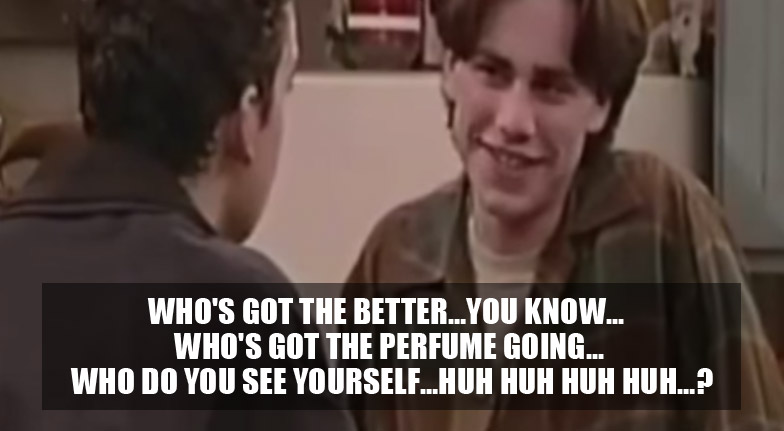 WHO'S GOT THE BETTER...YOU KNOW...
WHO'S GOT THE PERFUME GOING...
WHO DO YOU SEE YOURSELF...HUH HUH HUH HUH...?